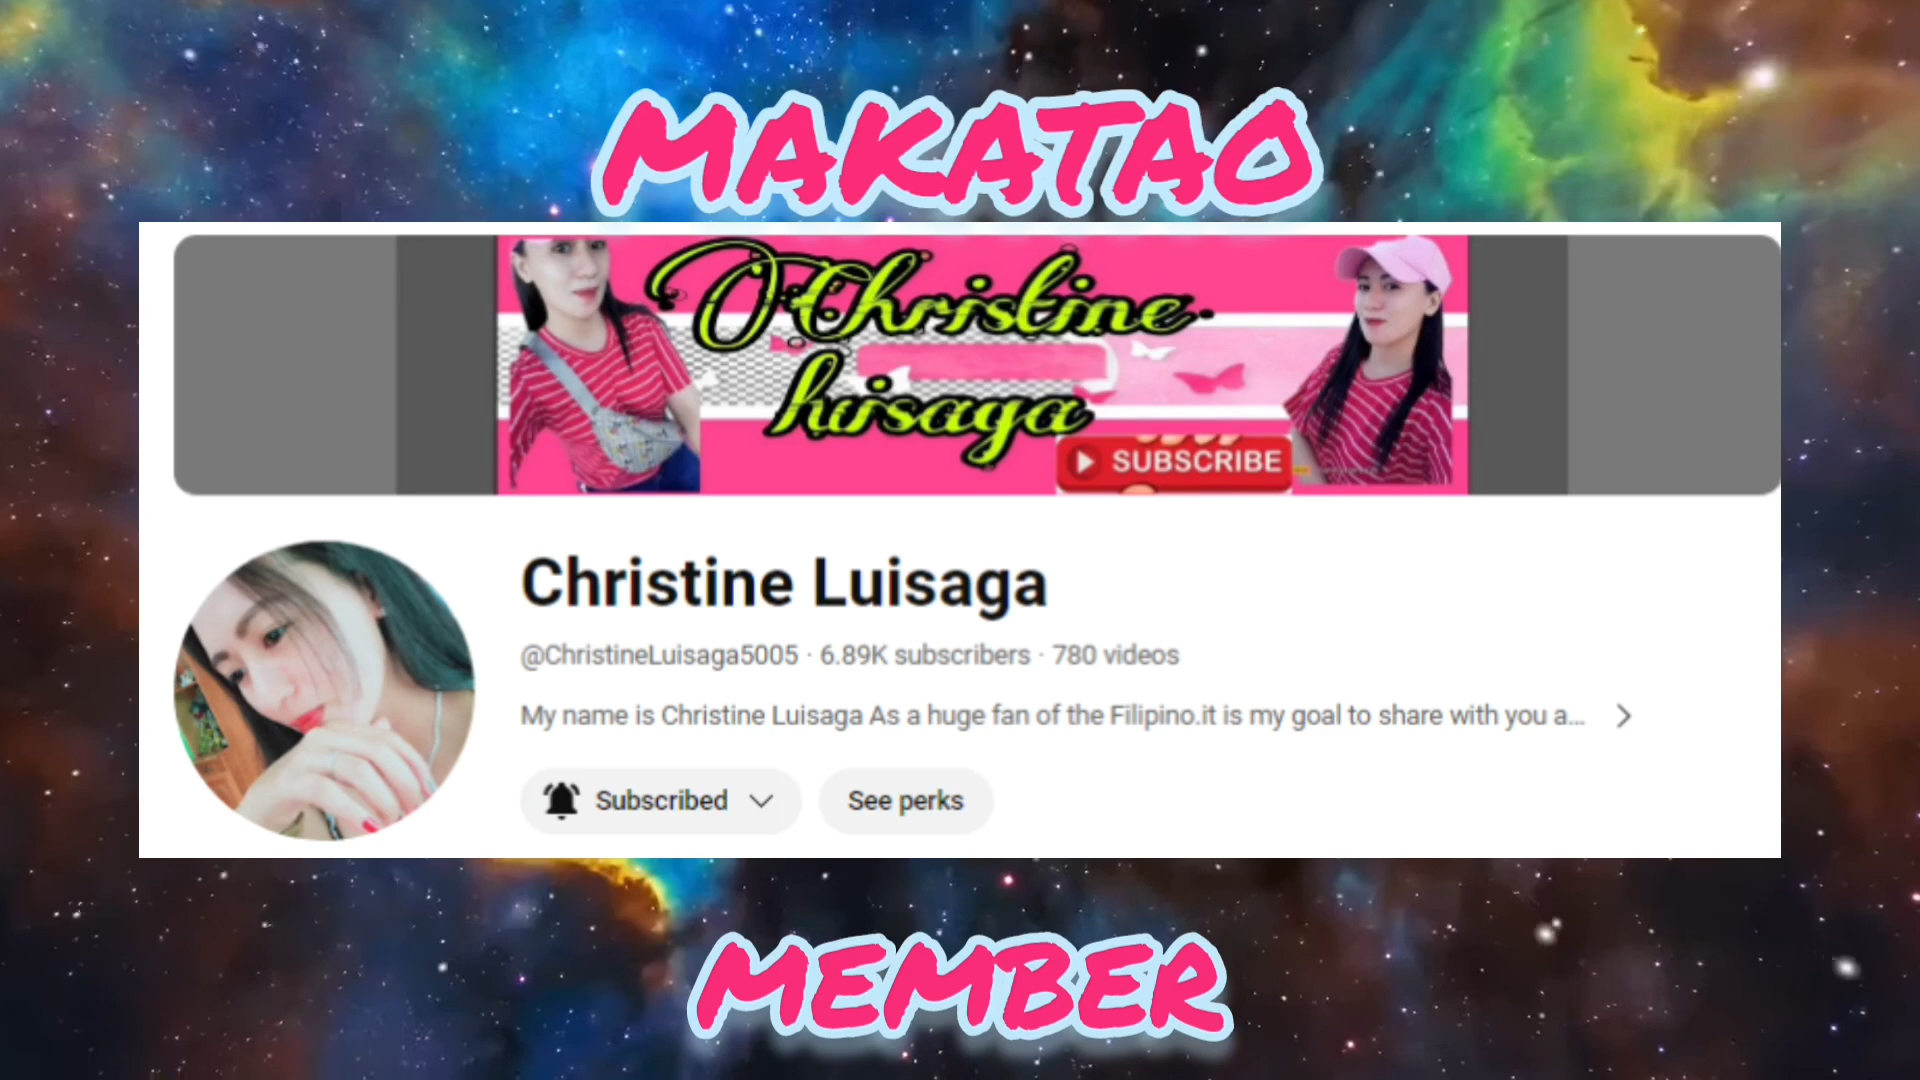 MAKATAO
Christine
luisaga
SUBSCRIBE
Christine Luisaga
@ChristineLuisaga5005 · 6.89K subscribers · 780 videos
My name is Christine Luisaga As a huge fan of the Filipino.it is my goal to share with you a...
Subscribed
See perks
MEMBER